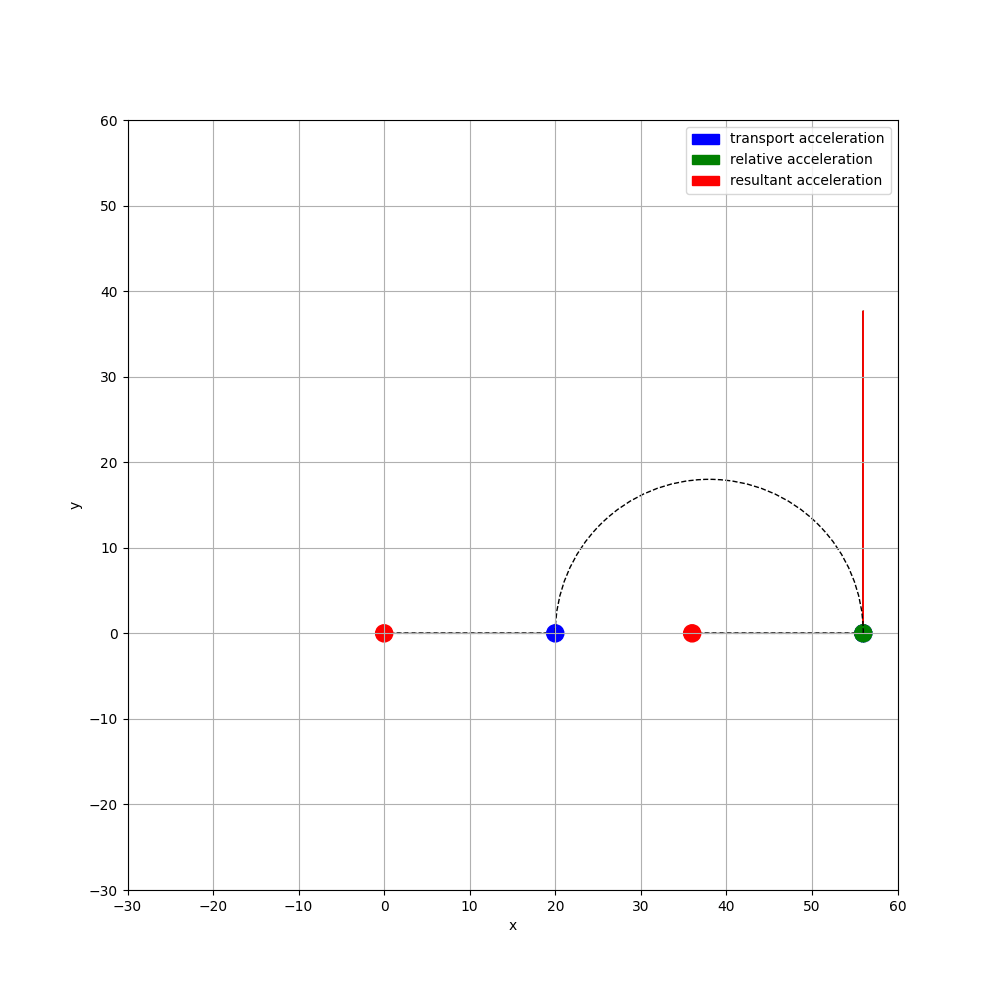 60
50
40
30
20
10
0
−10
−20
−30
−30 −20 −10 0 10 20 30 40 50 60
x
y
transport acceleration
relative acceleration
resultant acceleration